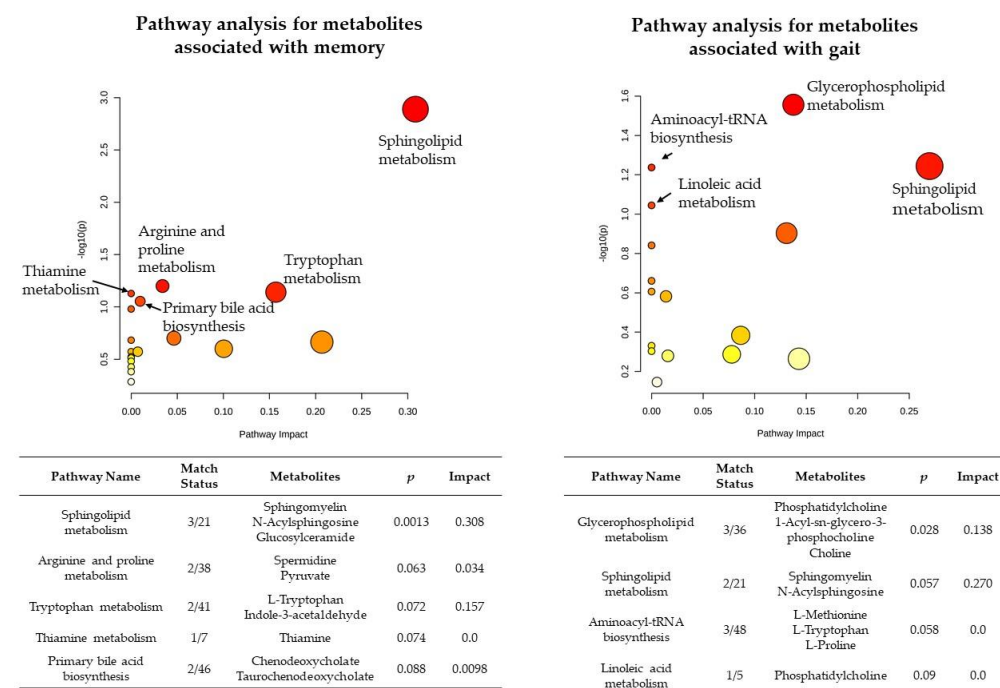 Pathway analysis for metabolites
associated with memory
3.0
2.5
2.0
1.5
1.0
0.5
-log10(p)
Sphingolipid
metabolism
Arginine and
proline
metabolism
Tryptophan
metabolism
Thiamine
metabolism
Primary bile acid
biosynthesis
0.00 0.05 0.10 0.15 0.20 0.25 0.30
Pathway Impact
Pathway Name Match Status Metabolites p Impact
Sphingolipid
metabolism
3/21
Sphingomyelin
N-Acylsphingosine
Glucosylceramide
0.0013 0.308
Arginine and proline
metabolism
2/38
Spermidine
Pyruvate
0.063 0.034
Tryptophan metabolism
2/41
L-Tryptophan
Indole-3-acetaldehyde
0.072 0.157
Thiamine metabolism 1/7 Thiamine 0.074 0.0
Primary bile acid
biosynthesis
2/46
Chenodeoxycholate
Taurochenodeoxycholate
0.088 0.0098
Pathway analysis for metabolites
associated with gait
1.6
1.4
1.2
1.0
0.8
0.6
0.4
0.2
-log10(p)
Glycerophospholipid
metabolism
Aminoacyl-tRNA
biosynthesis
Linoleic acid
metabolism
Sphingolipid
metabolism
0.00 0.05 0.10 0.15 0.20 0.25
Pathway Impact
Pathway Name Match Status Metabolites p Impact
Glycerophospholipid
metabolism
3/36
Phosphatidylcholine
1-Acyl-sn-glycero-3-
phosphocholine
Choline
0.028 0.138
Sphingolipid
metabolism
2/21
Sphingomyelin
N-Acylsphingosine
0.057 0.270
Aminoacyl-tRNA
biosynthesis
3/48
L-Methionine
L-Tryptophan
L-Proline
0.058 0.0
Linoleic acid
metabolism
1/5 Phosphatidylcholine 0.09 0.0